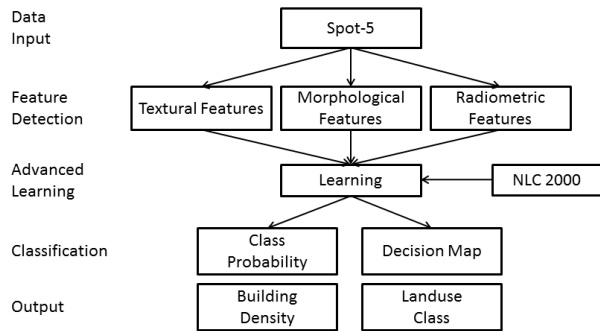 Data
Input
Spot-5
Feature
Detection
Textural Features
Morphological
Features
Radiometric
Features
Advanced
Learning
Learning
NLC 2000
Classification
Class
Probability
Decision Map
Output
Building
Density
Landuse
Class